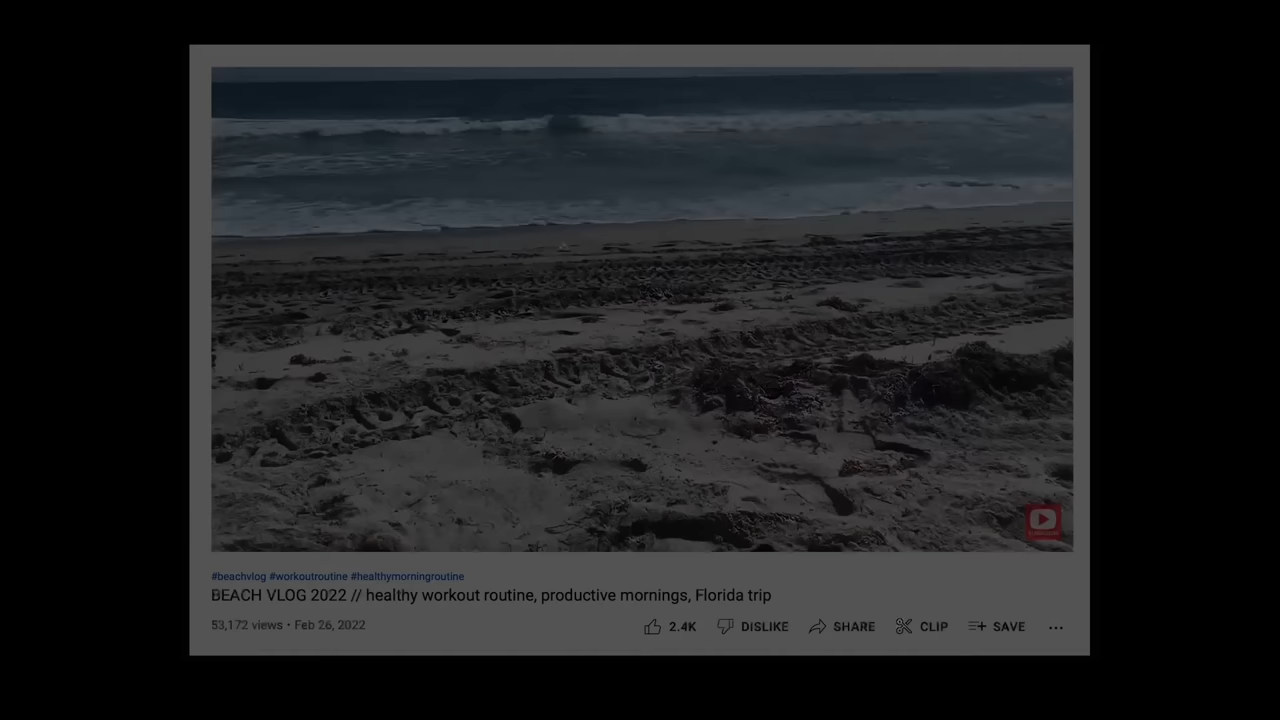 #beachvlog #workoutroutine #healthymorningroutine
BEACH VLOG 2022 // healthy workout routine, productive mornings, Florida trip
53,172 views • Feb 26, 2022 2.4K DISLIKE SHARE CLIP SAVE